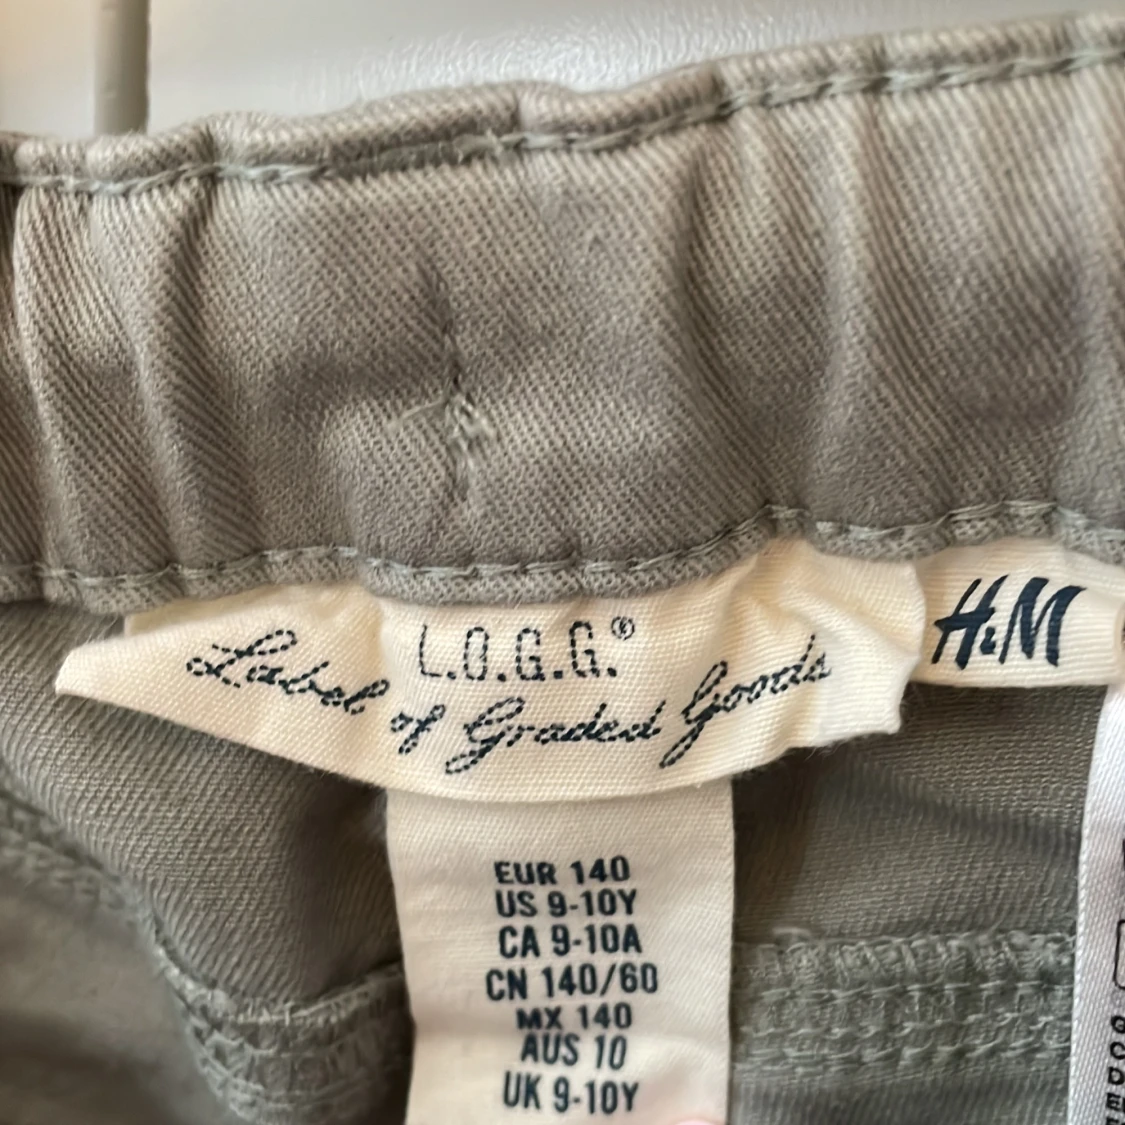 L.O.G.G.®
Label of Graded Goods
H&M
EUR 140
US 9-10Y
CA 9-10A
CN 140/60
MX 140
AUS 10
UK 9-10Y